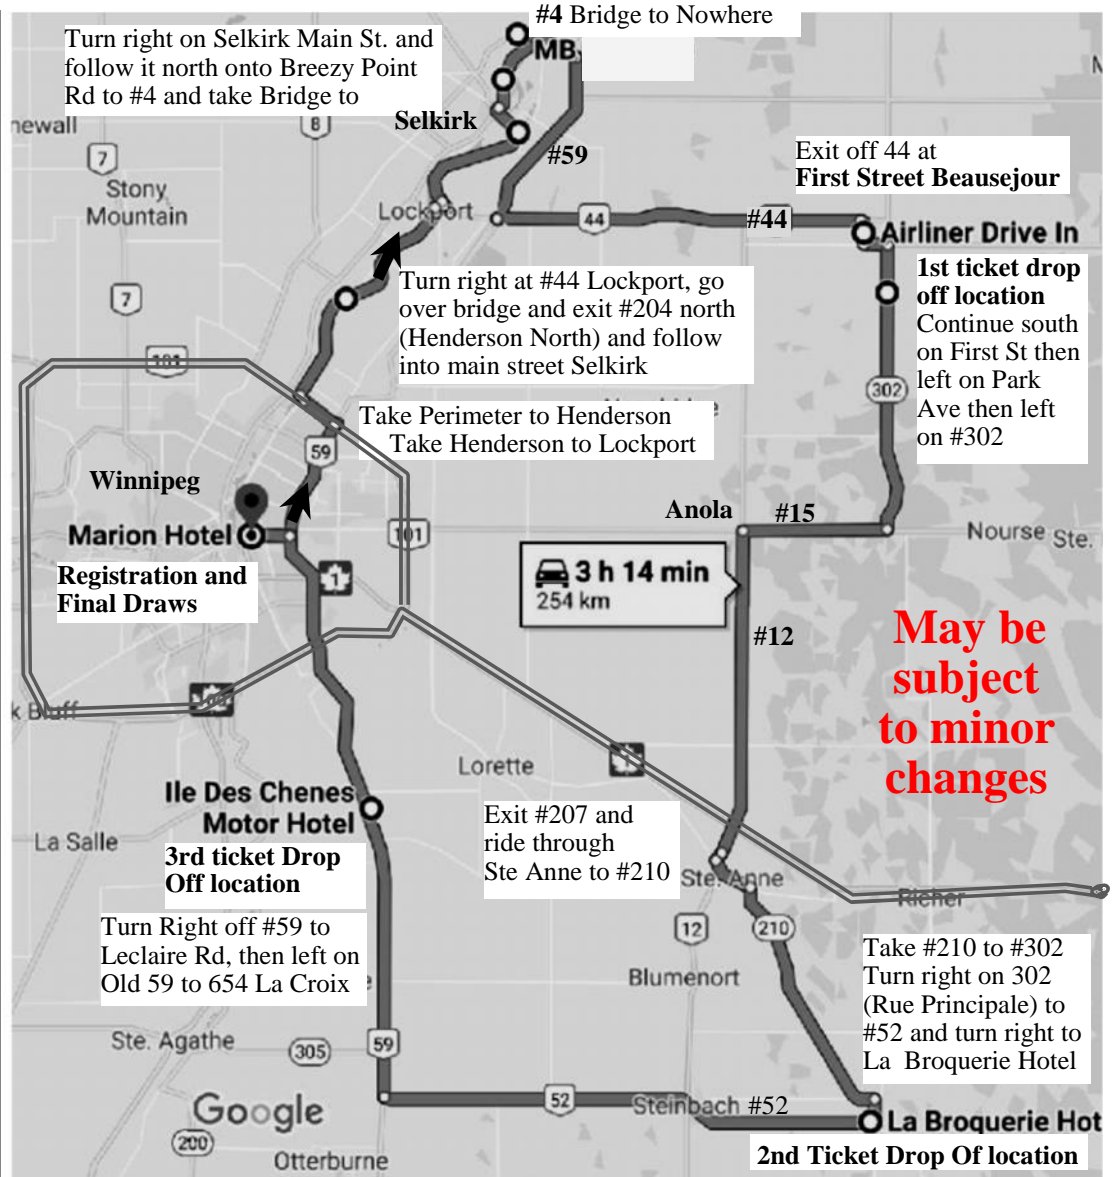 #4 Bridge to Nowhere
Turn right on Selkirk Main St. and
follow it north onto Breezy Point
Rd to #4 and take Bridge to
MB
Selkirk
newall
8
#59
7
Stony
Mountain
Exit off 44 at
First Street Beausejour
Lockport
44
#44
Airliner Drive In
1st ticket drop
off location
Continue south
on First St then
left on Park
Ave then left
on #302
Turn right at #44 Lockport, go
over bridge and exit #204 north
(Henderson North) and follow
into main street Selkirk
7
101
302
Take Perimeter to Henderson
Take Henderson to Lockport
59
Winnipeg
Marion Hotel
Registration and
Final Draws
101
1
Anola
#15
Nourse
Ste.
3 h 14 min
254 km
#12
May be
subject
to minor
changes
k Bluff
100
Lorette
1
Ile Des Chenes
Motor Hotel
La Salle
3rd ticket Drop
Off location
Exit #207 and
ride through
Ste Anne to #210
Ste. Anne
Richer
Turn Right off #59 to
Leclaire Rd, then left on
Old 59 to 654 La Croix
12
210
Blumenort
Take #210 to #302
Turn right on 302
(Rue Principale) to
#52 and turn right to
La Broquerie Hotel
Ste. Agathe
305
59
Google
52
Steinbach #52
La Broquerie Hot
200
Otterburne
2nd Ticket Drop Of location